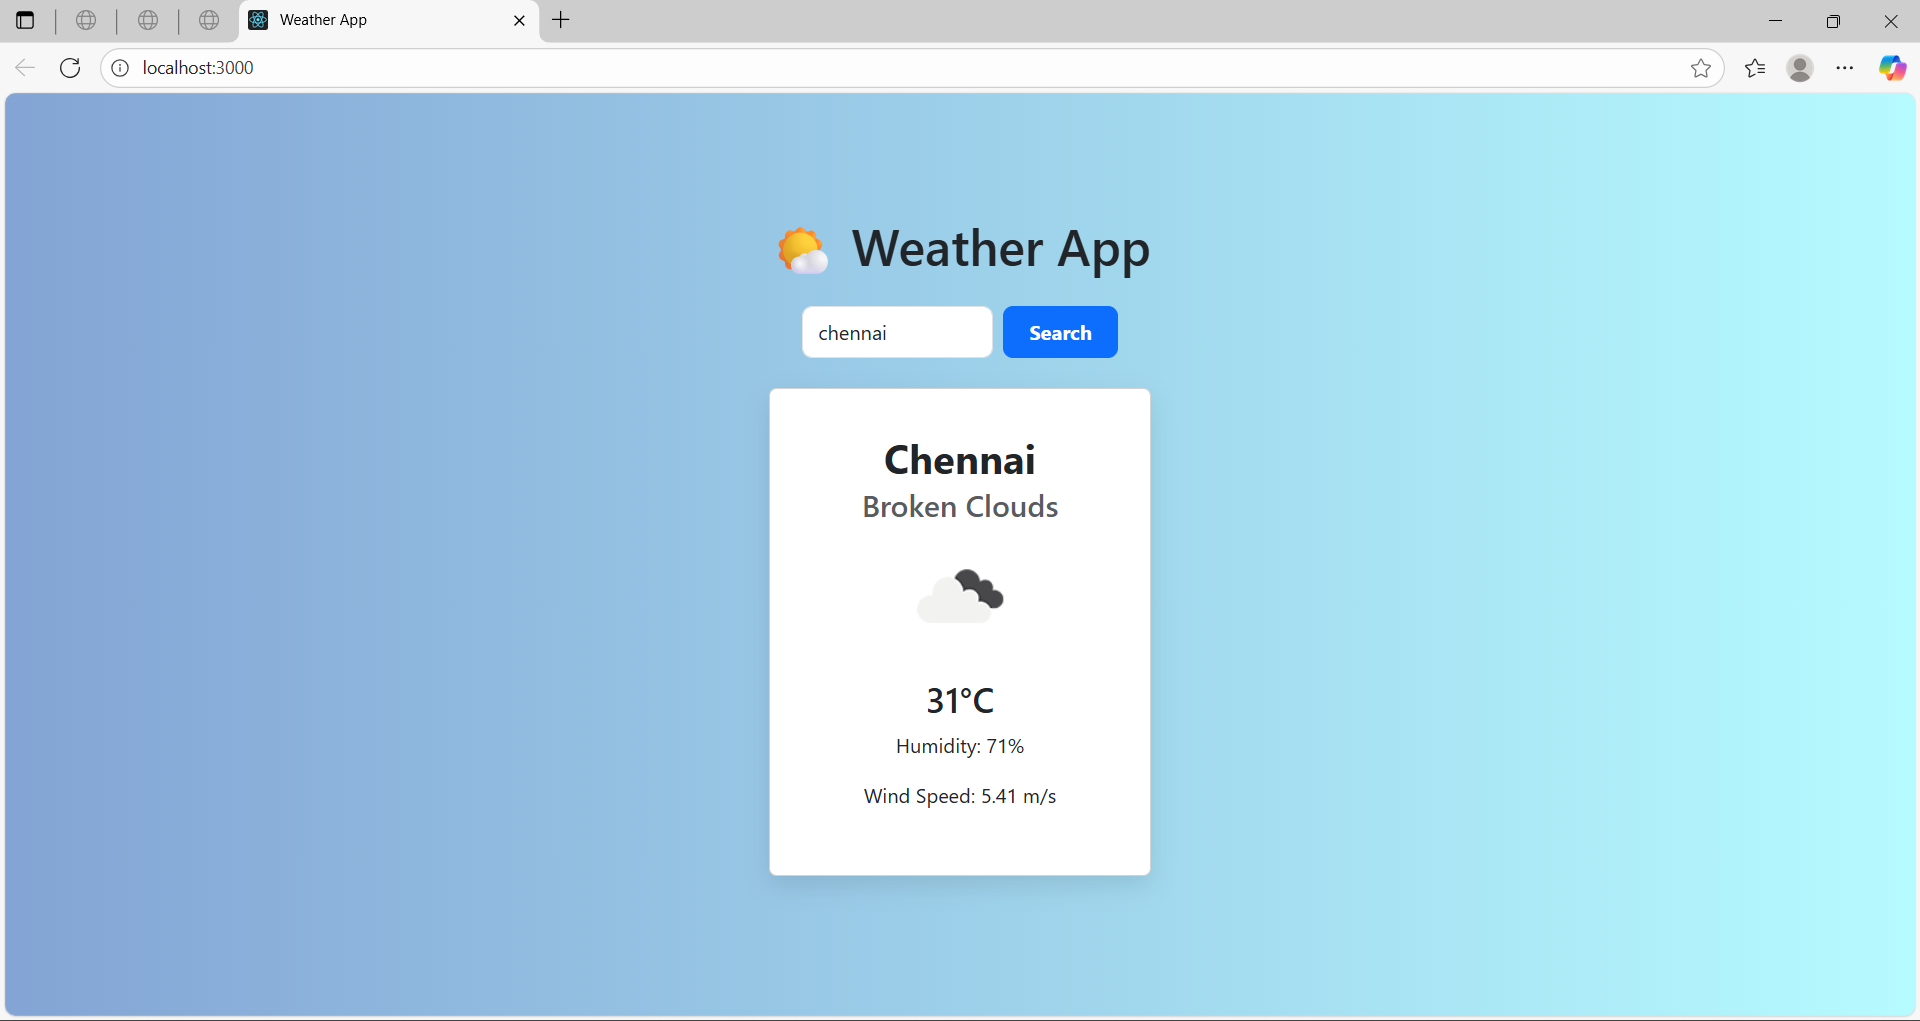 Weather App
localhost:3000
Weather App
chennai
Search
Chennai
Broken Clouds
31°C
Humidity: 71%
Wind Speed: 5.41 m/s